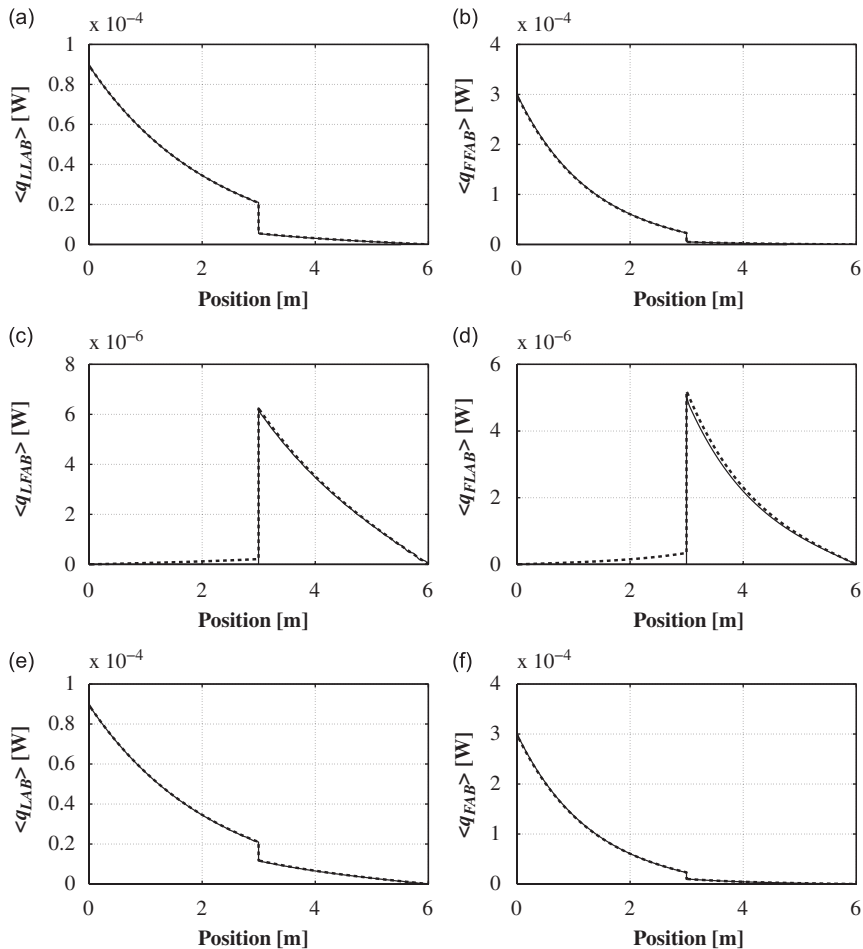 (a)
x 10⁻⁴
1
0.8
0.6
0.4
0.2
0
<q_LLAB> [W]
0 2 4 6
Position [m]
(b)
x 10⁻⁴
4
3
2
1
0
<q_FFAB> [W]
0 2 4 6
Position [m]
(c)
x 10⁻⁶
8
6
4
2
0
<q_LFAB> [W]
0 2 4 6
Position [m]
(d)
x 10⁻⁶
6
4
2
0
<q_FLAB> [W]
0 2 4 6
Position [m]
(e)
x 10⁻⁴
1
0.8
0.6
0.4
0.2
0
<q_LAB> [W]
0 2 4 6
Position [m]
(f)
x 10⁻⁴
4
3
2
1
0
<q_FAB> [W]
0 2 4 6
Position [m]